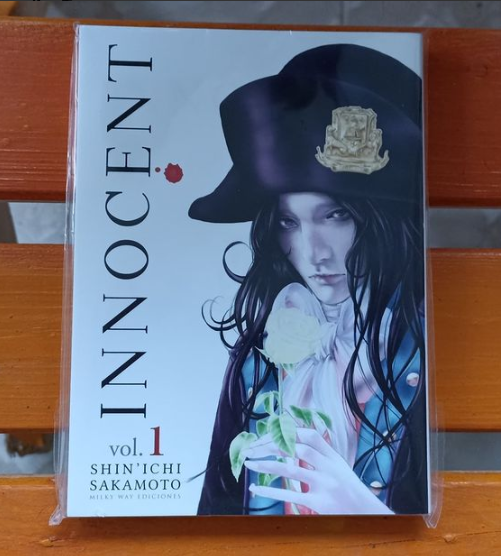 INNOCENT
vol. 1
SHIN'ICHI
SAKAMOTO
MILKY WAY EDICIONES